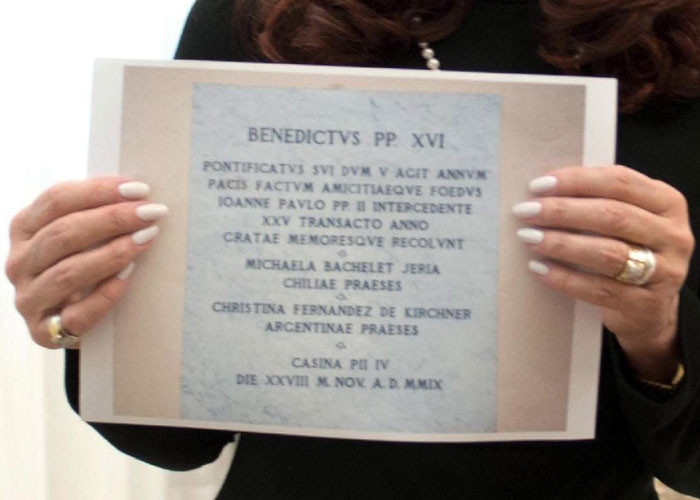 BENEDICTVS PP. XVI
PONTIFICATVS SVI DVM V AGIT ANNVM
PACIS FACTVM AMICITIAEQVE FOEDVS
IOANNE PAVLO PP. II INTERCEDENTE
XXV TRANSACTO ANNO
GRATAE MEMORESQVE RECOLVNT
MICHAELA BACHELET JERIA
CHILIAE PRAESES
CHRISTINA FERNANDEZ DE KIRCHNER
ARGENTINAE PRAESES
CASINA PII IV
DIE XXVIII M. NOV. A. D. MMIX